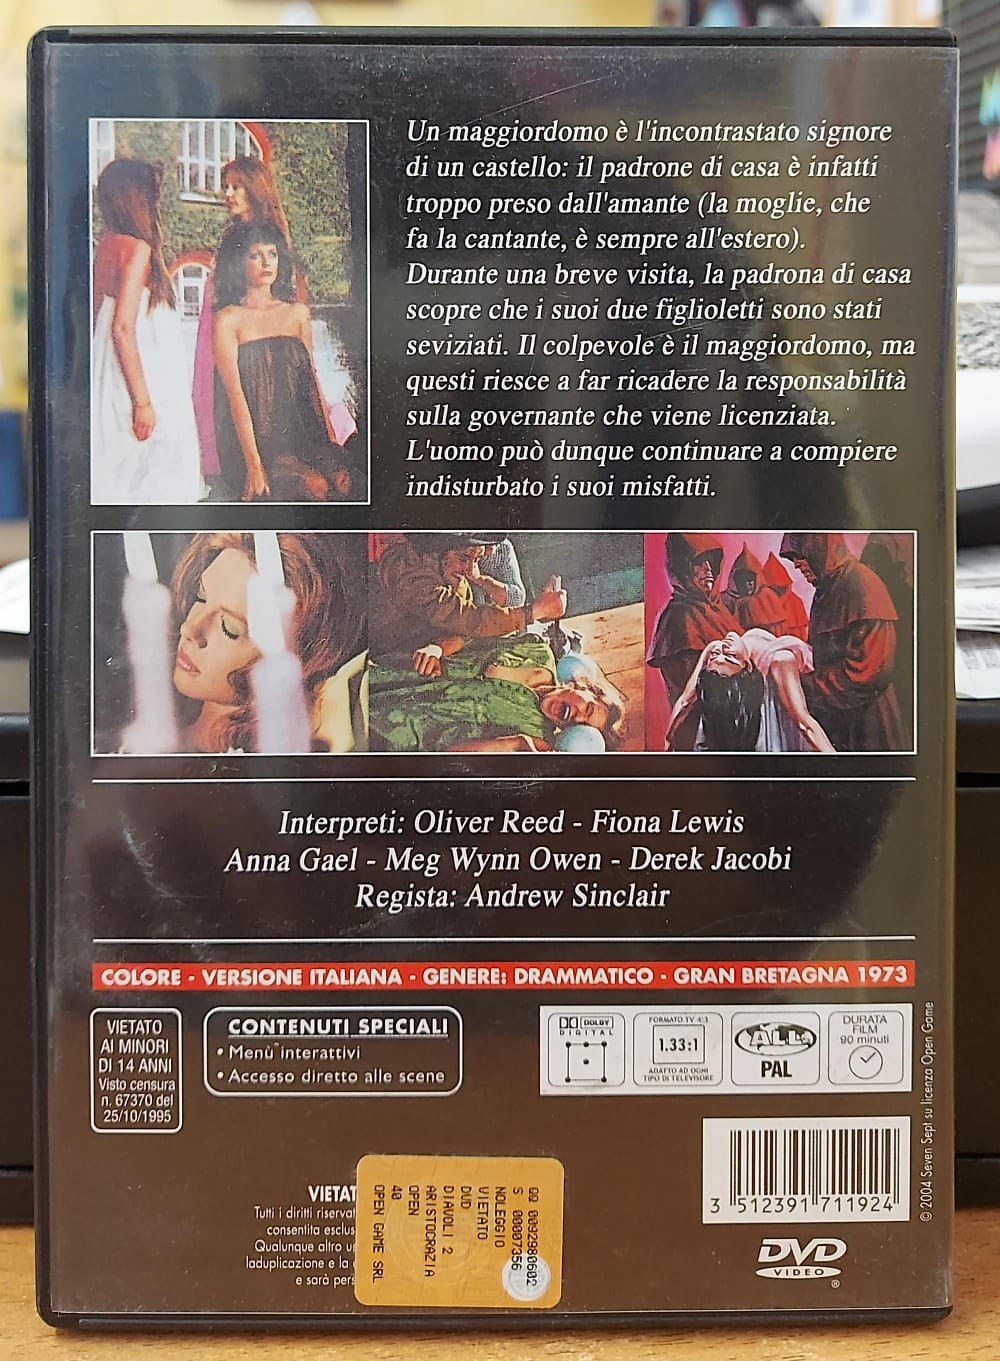 Un maggiordomo è l'incontrastato signore
di un castello: il padrone di casa è infatti
troppo preso dall'amante (la moglie, che
fa la cantante, è sempre all'estero).
Durante una breve visita, la padrona di casa
scopre che i suoi due figlioletti sono stati
seviziati. Il colpevole è il maggiordomo, ma
questi riesce a far ricadere la responsabilità
sulla governante che viene licenziata.
L'uomo può dunque continuare a compiere
indisturbato i suoi misfatti.
Interpreti: Oliver Reed - Fiona Lewis
Anna Gael - Meg Wynn Owen - Derek Jacobi
Regista: Andrew Sinclair
COLORE - VERSIONE ITALIANA - GENERE: DRAMMATICO - GRAN BRETAGNA 1973
VIETATO
AI MINORI
DI 14 ANNI
Visto censura
n. 67370 del
25/10/1995
CONTENUTI SPECIALI
• Menù interattivi
• Accesso diretto alle scene
DOLBY
DIGITAL
FORMATO TV 4:3
1.33:1
ADATTO AD OGNI
TIPO DI TELEVISORE
ALL
PAL
DURATA
FILM
90 minuti
© 2004 Seven Sept su licenza Open Game
3 512391 711924
DVD
VIDEO
®
VIETAT
Tutti i diritti riservat
consentita esclus
Qualunque altro u
laduplicazione e la
e sarà pers
GQ 0092980602
S 00007356
NOLEGGIO
VIETATO
DVD
DIAVOLI 2
ARISTOCRAZIA
OPEN
40
OPEN GAME SRL